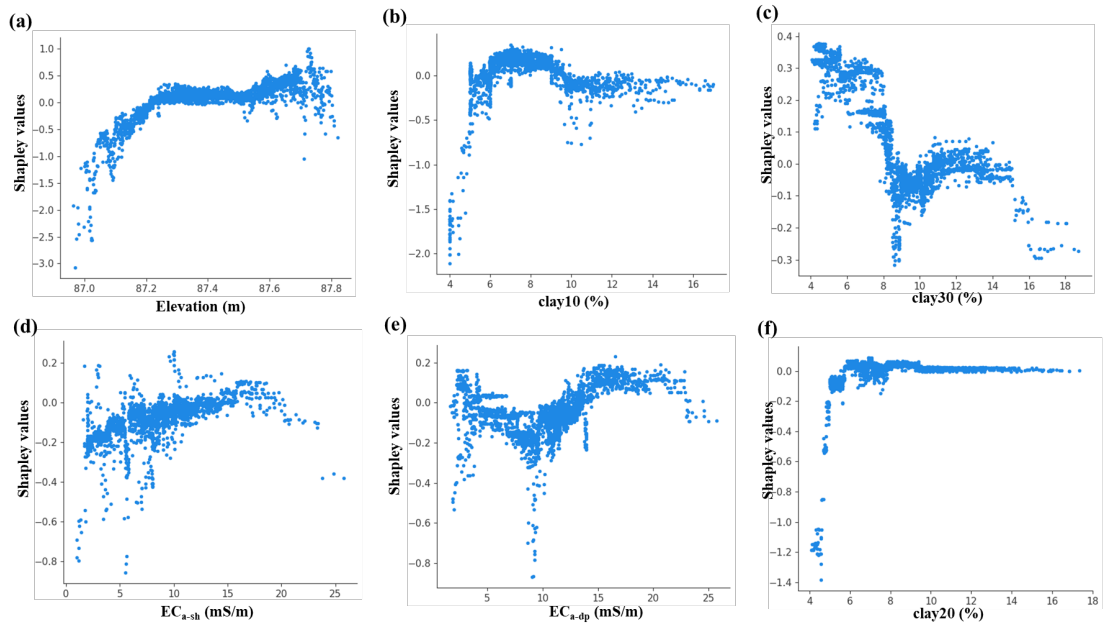 (a)
1.0
0.5
0.0
−0.5
−1.0
−1.5
−2.0
−2.5
−3.0
Shapley values
87.0 87.2 87.4 87.6 87.8
Elevation (m)
(b)
0.0
−0.5
−1.0
−1.5
−2.0
Shapley values
4 6 8 10 12 14 16
clay10 (%)
(c)
0.4
0.3
0.2
0.1
0.0
−0.1
−0.2
−0.3
Shapley values
4 6 8 10 12 14 16 18
clay30 (%)
(d)
0.2
0.0
−0.2
−0.4
−0.6
−0.8
Shapley values
0 5 10 15 20 25
ECa-sh (mS/m)
(e)
0.2
0.0
−0.2
−0.4
−0.6
−0.8
Shapley values
5 10 15 20 25
ECa-dp (mS/m)
(f)
0.0
−0.2
−0.4
−0.6
−0.8
−1.0
−1.2
−1.4
Shapley values
4 6 8 10 12 14 16 18
clay20 (%)